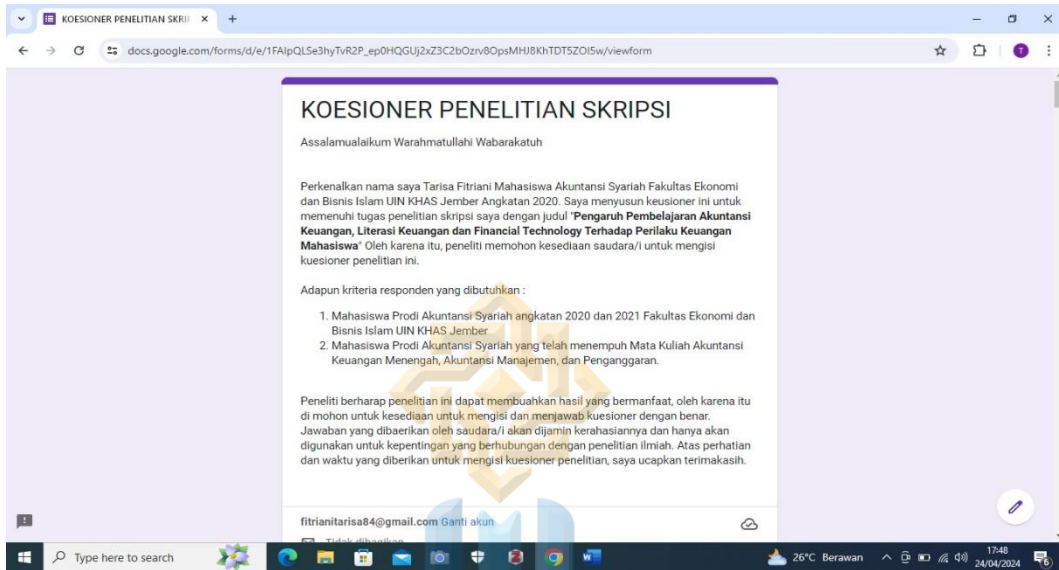 KOESIONER PENELITIAN SKRIP
docs.google.com/forms/d/e/1FAIpQLSe3hyTvR2P_ep0HQGUj2xZ3C2bOzrv8OpsMHJ8KhTDT5ZOI5w/viewform
T
KOESIONER PENELITIAN SKRIPSI
Assalamualaikum Warahmatullahi Wabarakatuh
Perkenalkan nama saya Tarisa Fitriani Mahasiswa Akuntansi Syariah Fakultas Ekonomi
dan Bisnis Islam UIN KHAS Jember Angkatan 2020. Saya menyusun keusioner ini untuk
memenuhi tugas penelitian skripsi saya dengan judul "Pengaruh Pembelajaran Akuntansi
Keuangan, Literasi Keuangan dan Financial Technology Terhadap Perilaku Keuangan
Mahasiswa" Oleh karena itu, peneliti memohon kesediaan saudara/i untuk mengisi
kuesioner penelitian ini.
Adapun kriteria responden yang dibutuhkan :
1. Mahasiswa Prodi Akuntansi Syariah angkatan 2020 dan 2021 Fakultas Ekonomi dan
Bisnis Islam UIN KHAS Jember
2. Mahasiswa Prodi Akuntansi Syariah yang telah menempuh Mata Kuliah Akuntansi
Keuangan Menengah, Akuntansi Manajemen, dan Penganggaran.
Peneliti berharap penelitian ini dapat membuahkan hasil yang bermanfaat, oleh karena itu
di mohon untuk kesediaan untuk mengisi dan menjawab kuesioner dengan benar.
Jawaban yang dibaerikan oleh saudara/i akan dijamin kerahasiannya dan hanya akan
digunakan untuk kepentingan yang berhubungan dengan penelitian ilmiah. Atas perhatian
dan waktu yang diberikan untuk mengisi kuesioner penelitian, saya ucapkan terimakasih.
fitrianitarisa84@gmail.com Ganti akun
Tidak dibagikan
Type here to search
26°C Berawan
17:48
24/04/2024